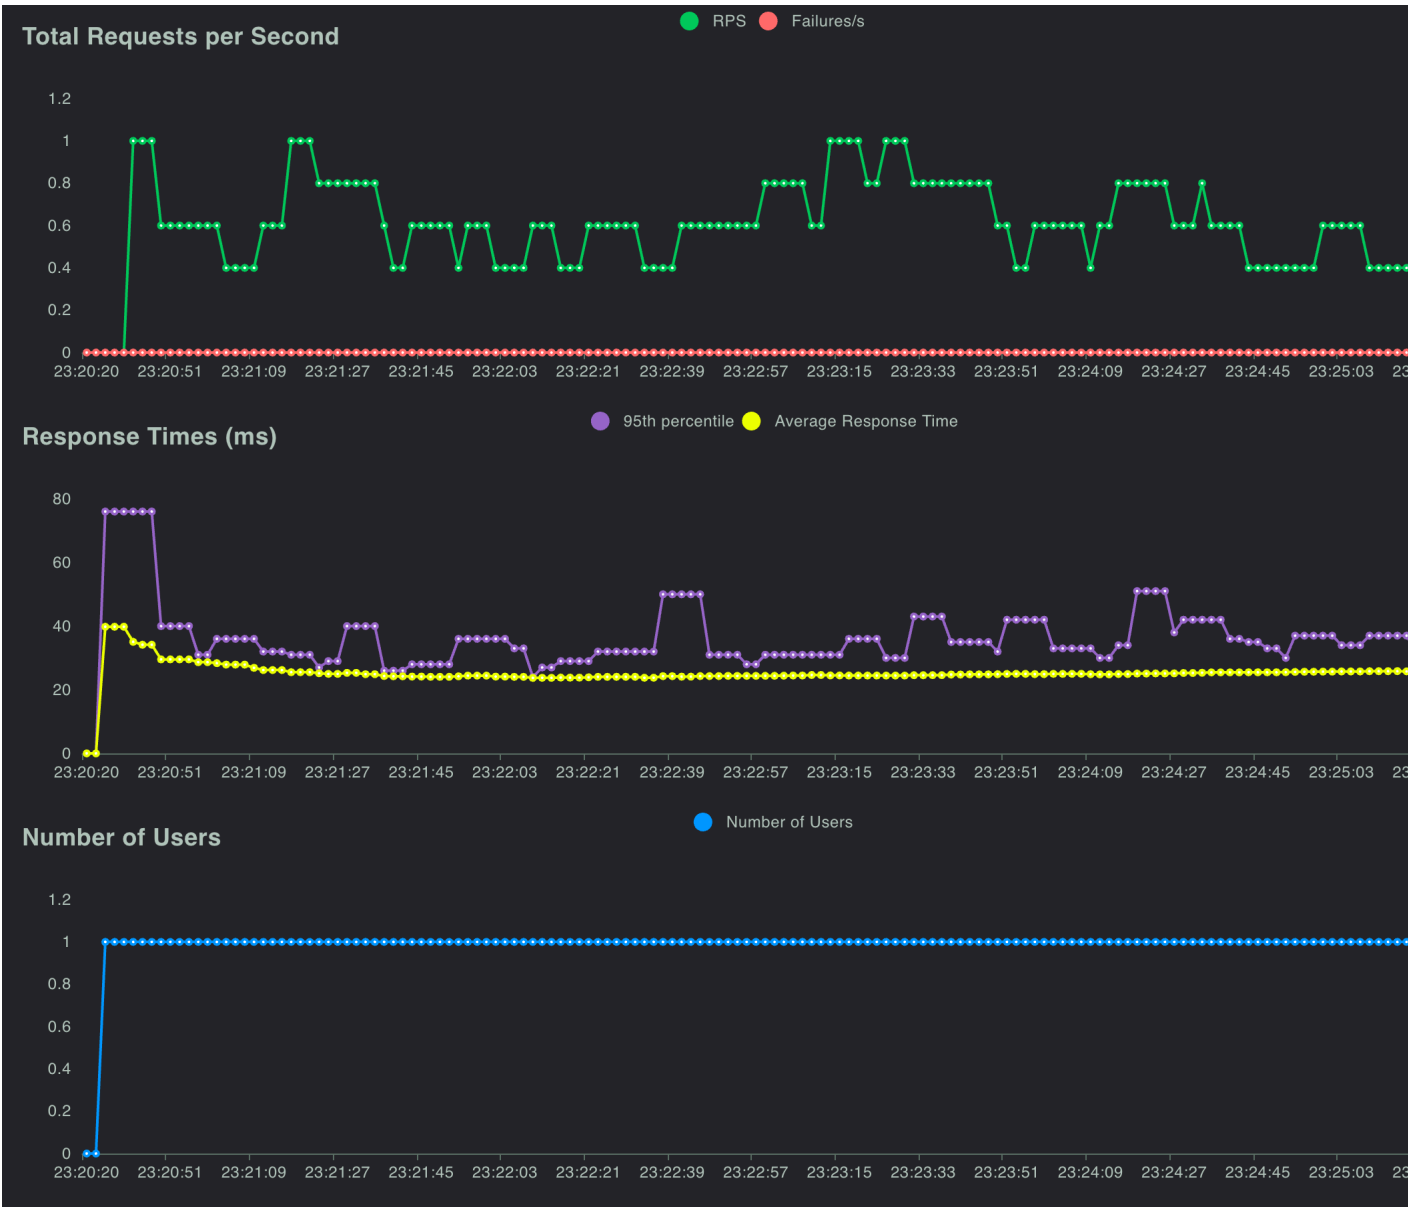 RPS Failures/s
Total Requests per Second
1.2
1
0.8
0.6
0.4
0.2
0
23:20:20 23:20:51 23:21:09 23:21:27 23:21:45 23:22:03 23:22:21 23:22:39 23:22:57 23:23:15 23:23:33 23:23:51 23:24:09 23:24:27 23:24:45 23:25:03 23
95th percentile Average Response Time
Response Times (ms)
80
60
40
20
0
23:20:20 23:20:51 23:21:09 23:21:27 23:21:45 23:22:03 23:22:21 23:22:39 23:22:57 23:23:15 23:23:33 23:23:51 23:24:09 23:24:27 23:24:45 23:25:03 23
Number of Users
Number of Users
1.2
1
0.8
0.6
0.4
0.2
0
23:20:20 23:20:51 23:21:09 23:21:27 23:21:45 23:22:03 23:22:21 23:22:39 23:22:57 23:23:15 23:23:33 23:23:51 23:24:09 23:24:27 23:24:45 23:25:03 23